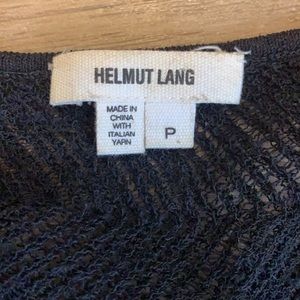 HELMUT LANG
MADE IN
CHINA
WITH
ITALIAN
YARN
P